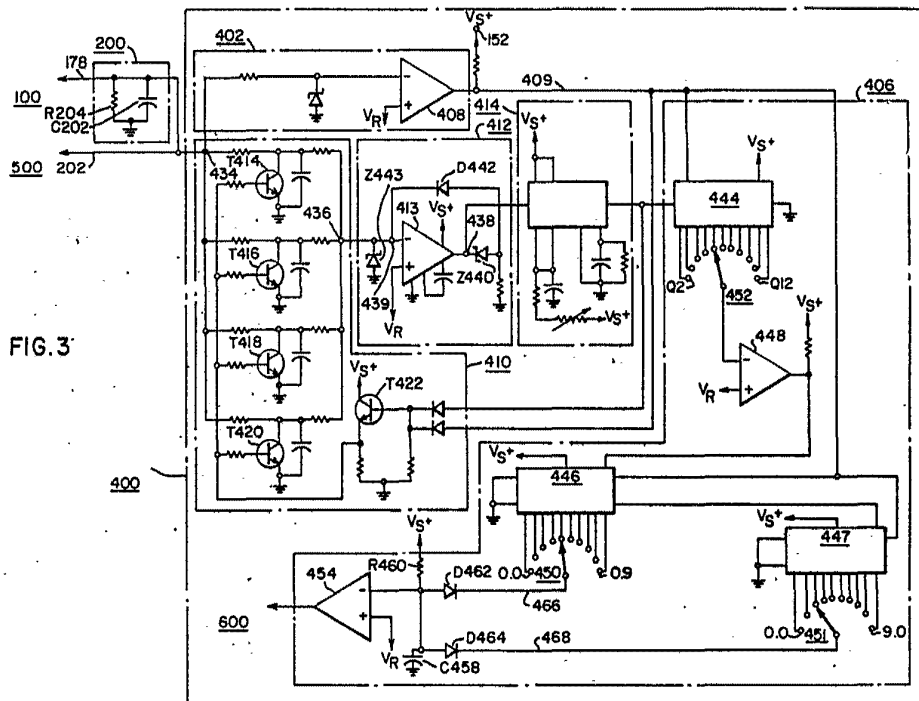 FIG.3
200
178
100
R204
C202
500
202
402
VS+
152
408
VR
409
406
414
412
VS+
434
T414
436
Z443
D442
413
VS+
438
439
Z440
VR
VS+
VS+
444
Q2
452
Q12
T416
T418
T420
410
VS+
T422
448
VR
VS+
400
VS+
446
0.0
450
0.9
VS+
447
0.0
451
9.0
VS+
R460
454
D462
466
600
VR
C458
D464
468